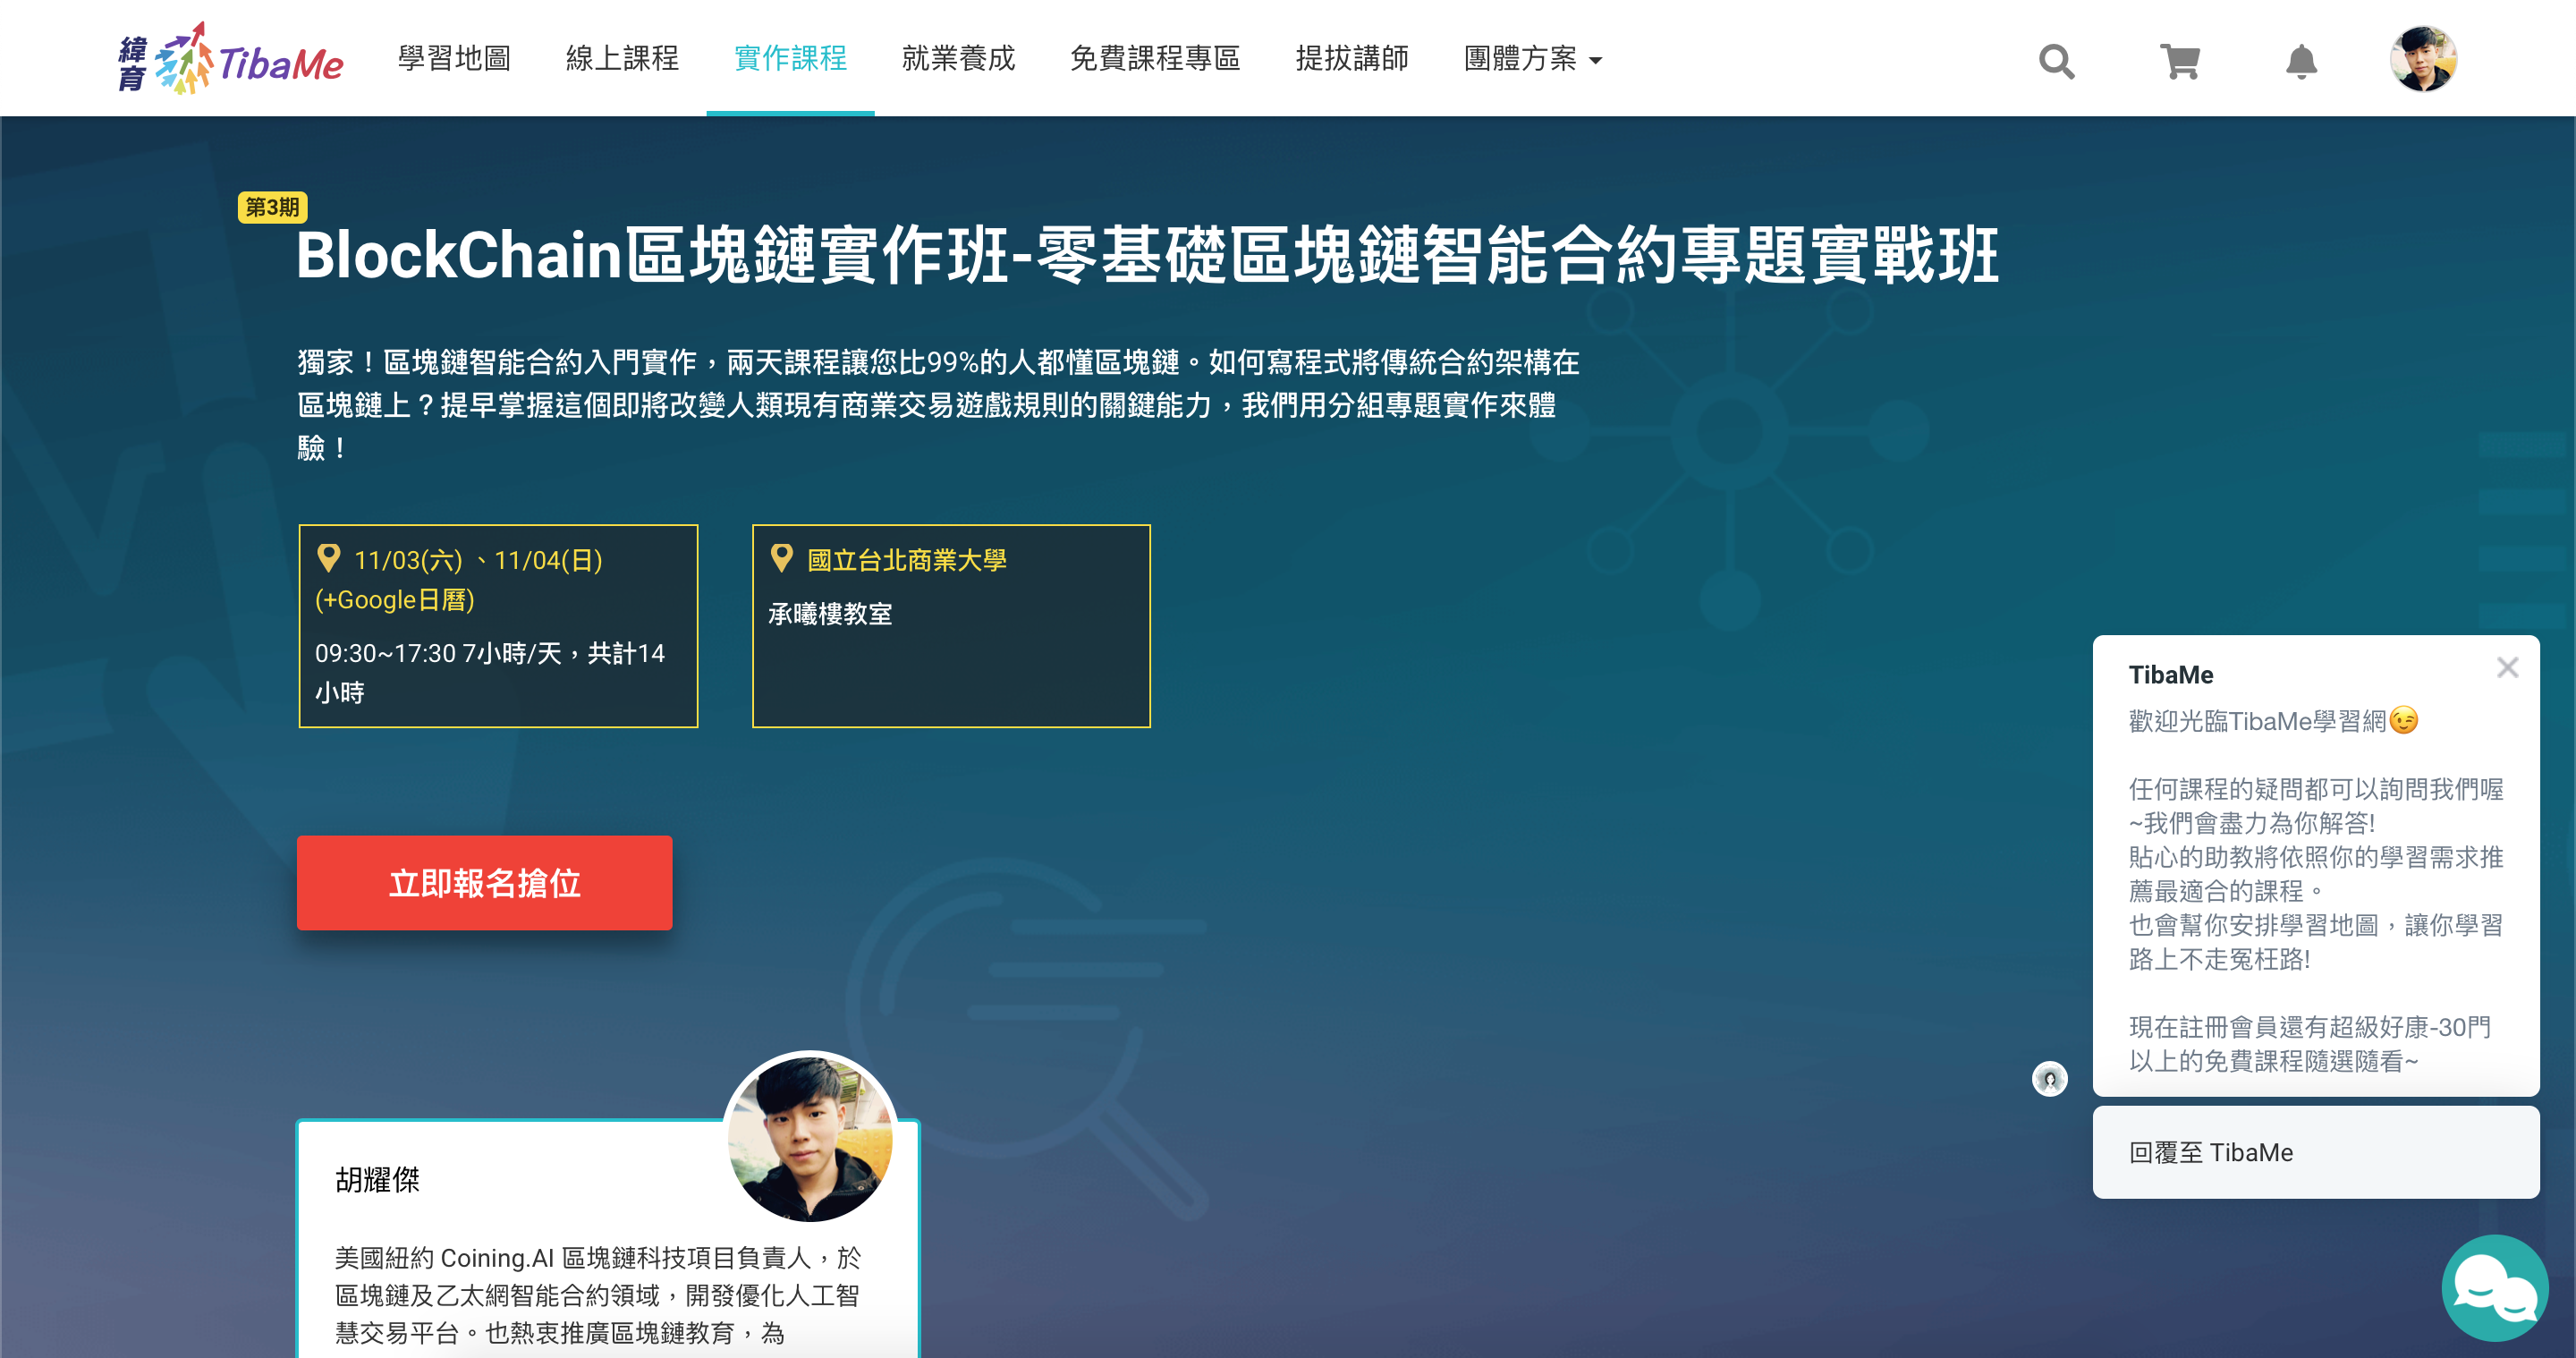 緯育 TibaMe
學習地圖 線上課程 實作課程 就業養成 免費課程專區 提拔講師 團體方案
第3期
BlockChain區塊鏈實作班-零基礎區塊鏈智能合約專題實戰班
獨家！區塊鏈智能合約入門實作，兩天課程讓您比99%的人都懂區塊鏈。如何寫程式將傳統合約架構在
區塊鏈上？提早掌握這個即將改變人類現有商業交易遊戲規則的關鍵能力，我們用分組專題實作來體
驗！
11/03(六) 、11/04(日)
(+Google日曆)
09:30~17:30 7小時/天，共計14
小時
國立台北商業大學
承曦樓教室
立即報名搶位
胡耀傑
美國紐約 Coining.AI 區塊鏈科技項目負責人，於
區塊鏈及乙太網智能合約領域，開發優化人工智
慧交易平台。也熱衷推廣區塊鏈教育，為
TibaMe
歡迎光臨TibaMe學習網😉
任何課程的疑問都可以詢問我們喔
~我們會盡力為你解答!
貼心的助教將依照你的學習需求推
薦最適合的課程。
也會幫你安排學習地圖，讓你學習
路上不走冤枉路!
現在註冊會員還有超級好康-30門
以上的免費課程隨選隨看~
回覆至 TibaMe